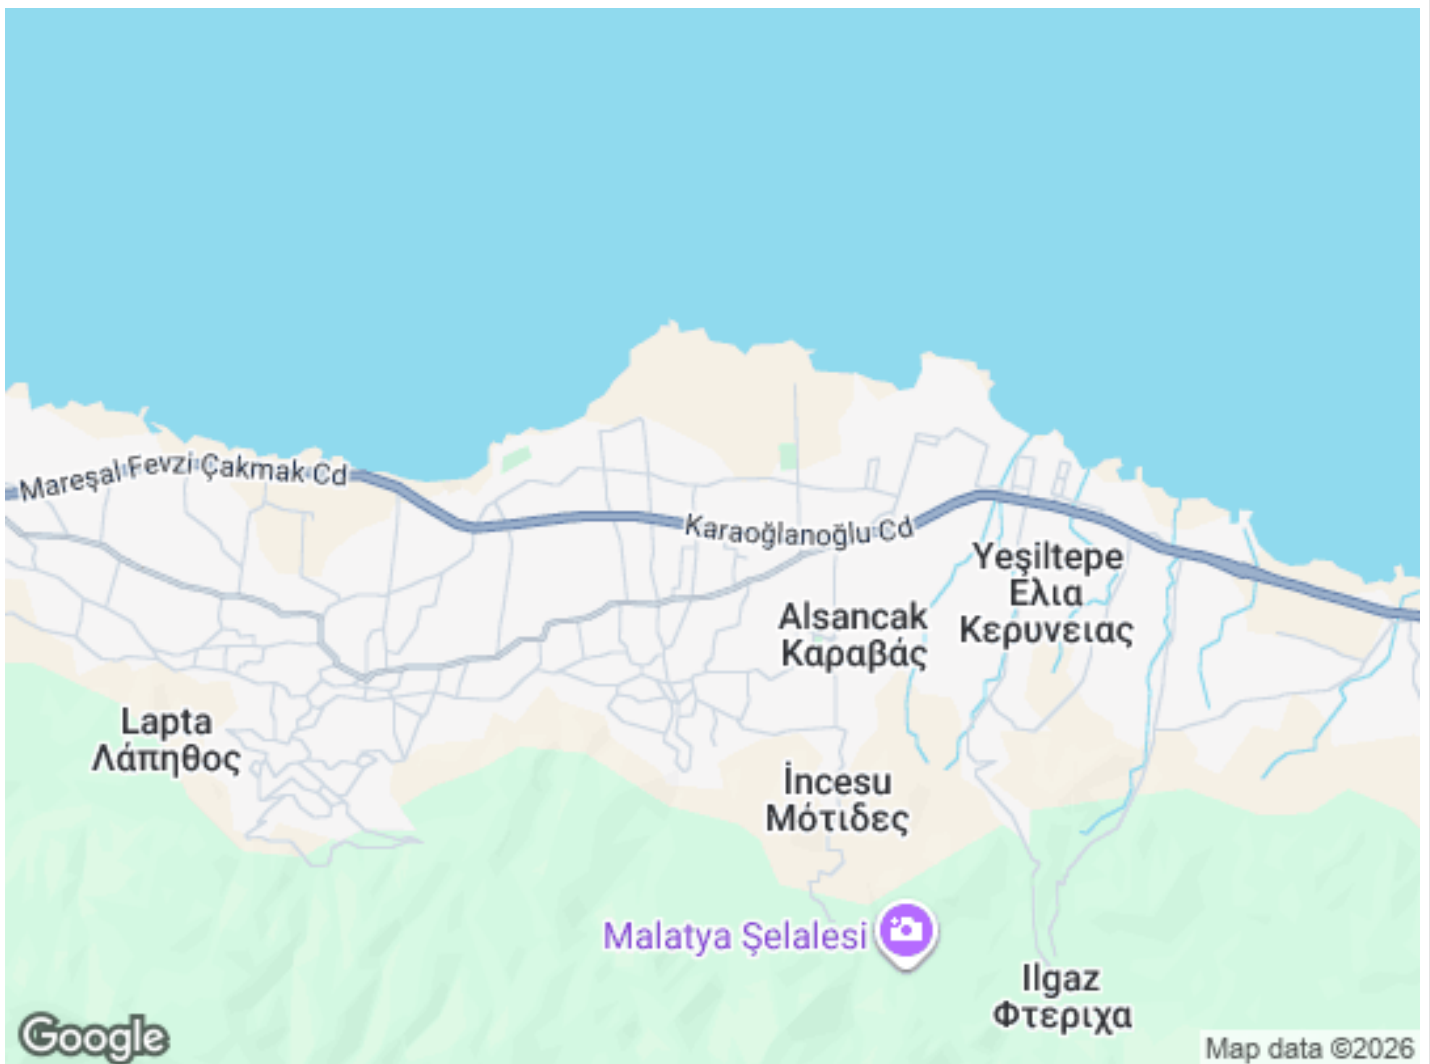 Mareşal Fevzi Çakmak Cd
Karaoğlanoğlu Cd
Yeşiltepe
Ελια
Κερυνειας
Alsancak
Καραβάς
Lapta
Λάπηθος
İncesu
Μότιδες
Malatya Şelalesi
Ilgaz
Φτεριχα
Google
Map data ©2026